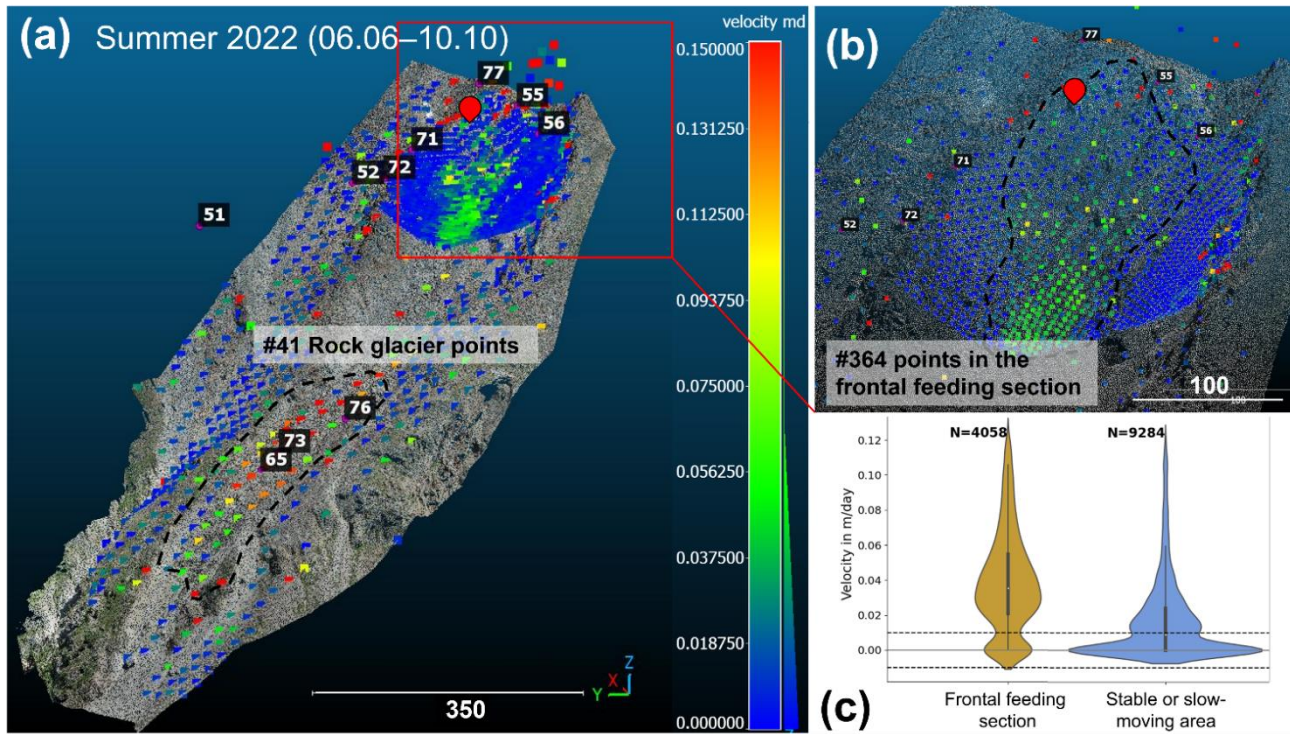 (a) Summer 2022 (06.06–10.10)
velocity md
0.150000
0.131250
0.112500
0.093750
0.075000
0.056250
0.037500
0.018750
0.000000
77
55
56
71
72
52
51
#41 Rock glacier points
76
73
65
350
X
Y
Z
(b)
77
55
56
71
72
52
#364 points in the
frontal feeding section
100
100
N=4058
N=9284
Velocity in m/day
0.12
0.10
0.08
0.06
0.04
0.02
0.00
Frontal feeding
section
Stable or slow-
moving area
(c)